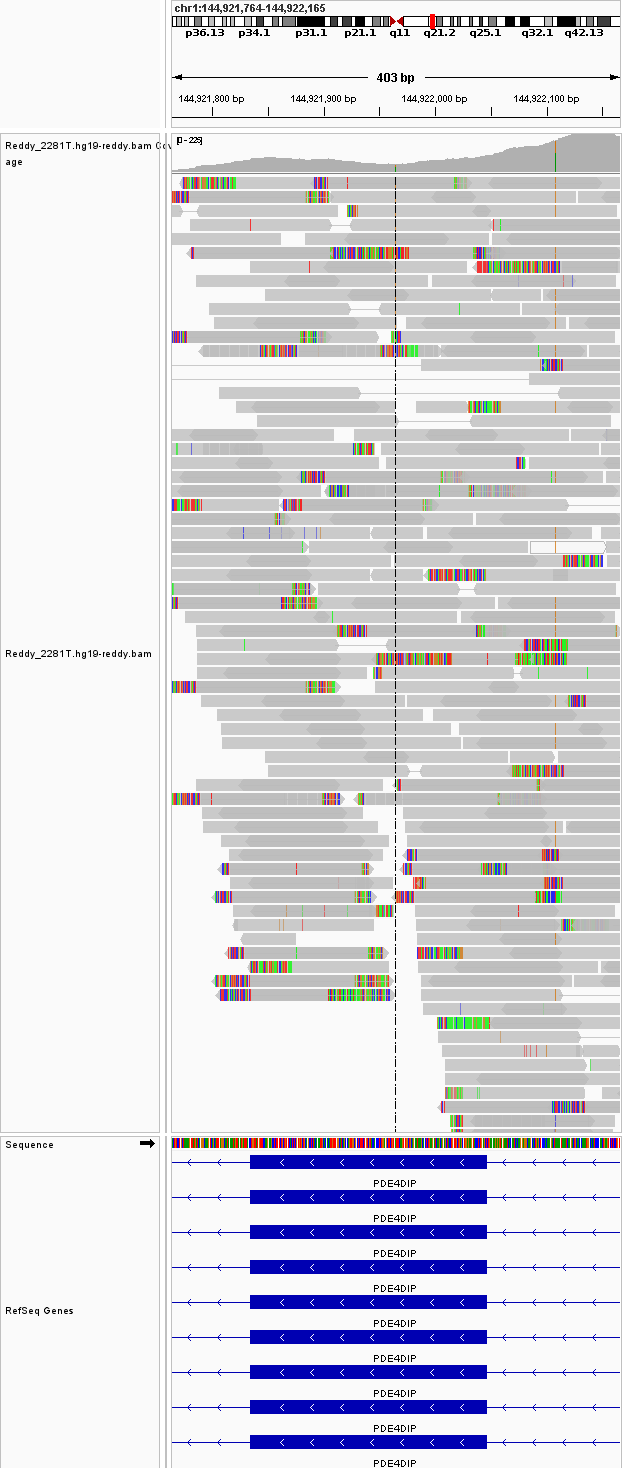 chr1:144,921,764-144,922,165
p36.13 p34.1 p31.1 p21.1 q11 q21.2 q25.1 q32.1 q42.13
403 bp
144,921,800 bp 144,921,900 bp 144,922,000 bp 144,922,100 bp
Reddy_2281T.hg19-reddy.bam Cov
age
[0 - 225]
Reddy_2281T.hg19-reddy.bam
Sequence
PDE4DIP
PDE4DIP
PDE4DIP
PDE4DIP
RefSeq Genes
PDE4DIP
PDE4DIP
PDE4DIP
PDE4DIP
PDE4DIP